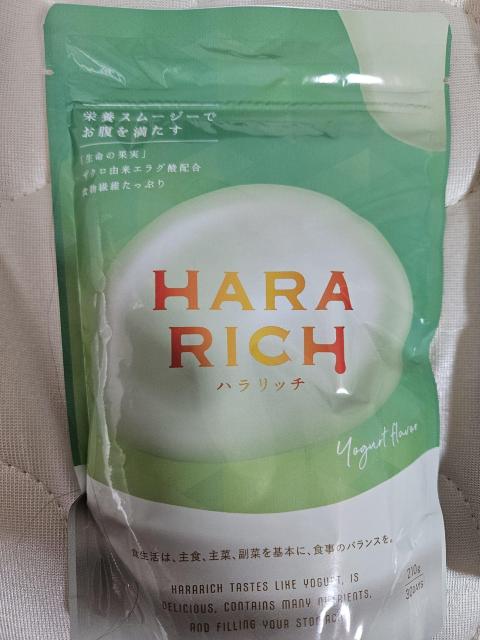 栄養スムージーで
お腹を満たす
「生命の果実」
ザクロ由来エラグ酸配合
食物繊維たっぷり
HARA
RICH
ハラリッチ
Yogurt flavor
食生活は、主食、主菜、副菜を基本に、食事のバランスを。
210g
30DAYS
HARARICH TASTES LIKE YOGURT, IS
DELICIOUS, CONTAINS MANY NUTRIENTS,
AND FILLING YOUR STOMACH